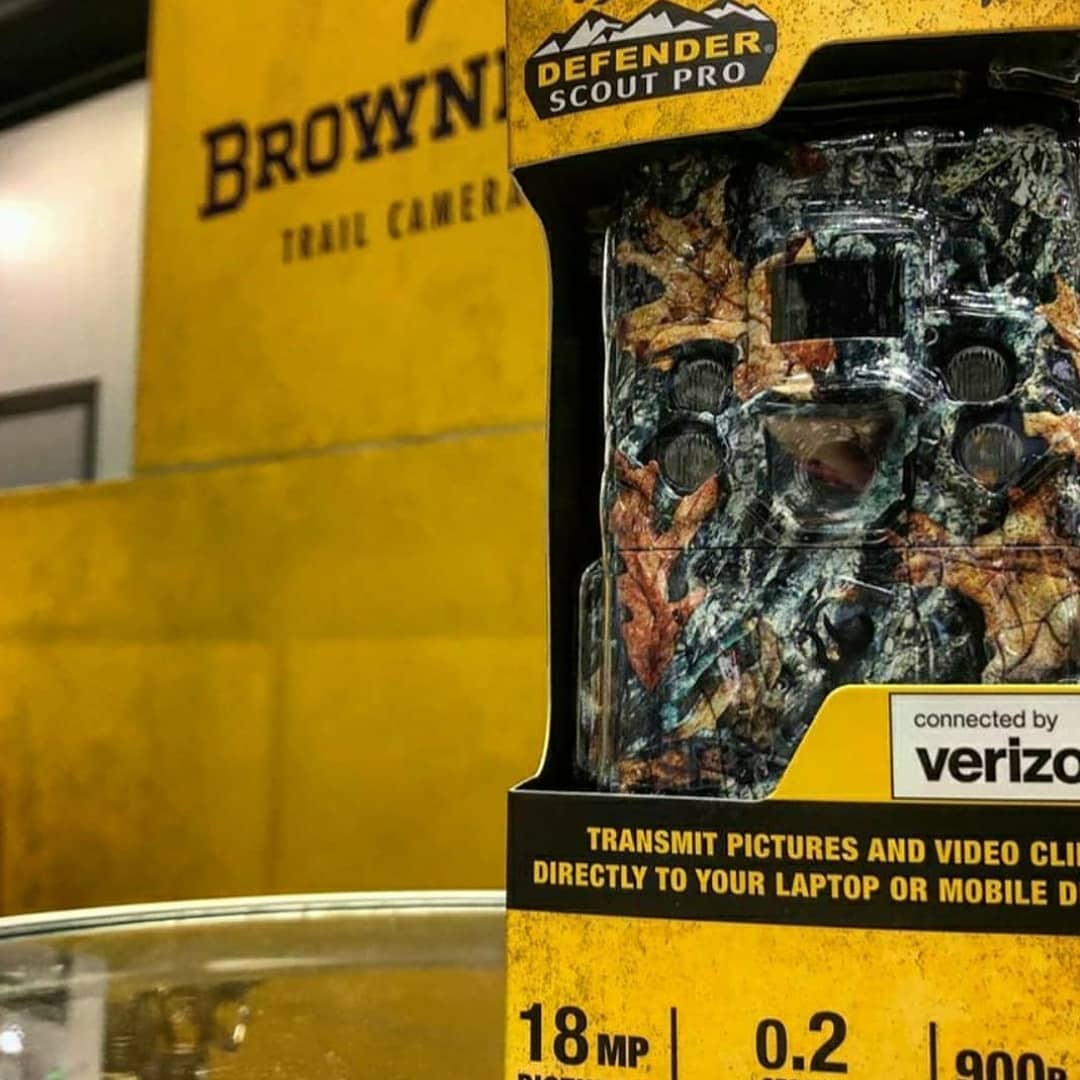 BROWNI
TRAIL CAMERA
DEFENDER
SCOUT PRO
connected by
verizo
TRANSMIT PICTURES AND VIDEO CLI
DIRECTLY TO YOUR LAPTOP OR MOBILE D
18 MP
0.2
900P